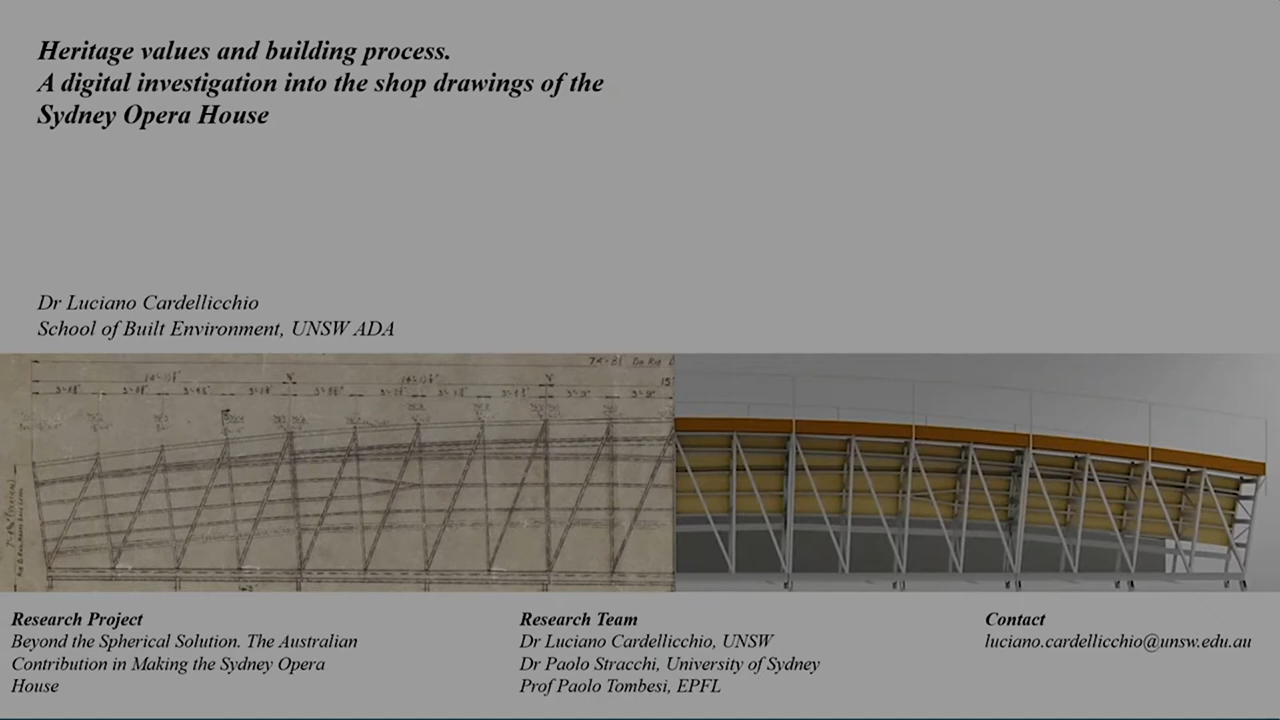 Heritage values and building process.
A digital investigation into the shop drawings of the
Sydney Opera House
Dr Luciano Cardellicchio
School of Built Environment, UNSW ADA
Research Project
Beyond the Spherical Solution. The Australian
Contribution in Making the Sydney Opera
House
Research Team
Dr Luciano Cardellicchio, UNSW
Dr Paolo Stracchi, University of Sydney
Prof Paolo Tombesi, EPFL
Contact
luciano.cardellicchio@unsw.edu.au